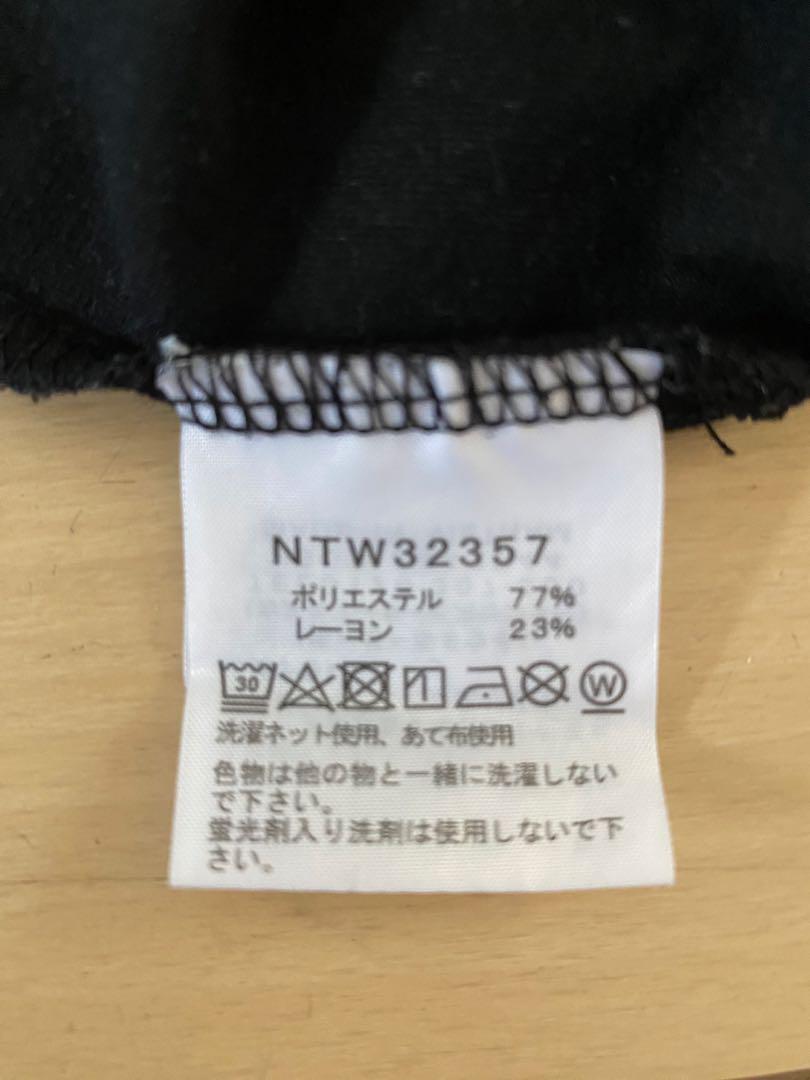 NTW32357
ポリエステル 77%
レーヨン 23%
30 W
洗濯ネット使用、あて布使用
色物は他の物と一緒に洗濯しない
で下さい。
蛍光剤入り洗剤は使用しないで下
さい。